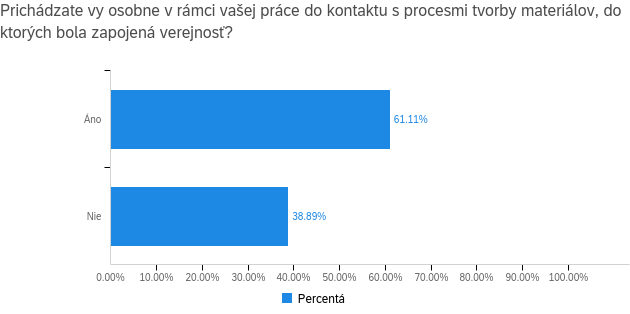 Prichádzate vy osobne v rámci vašej práce do kontaktu s procesmi tvorby materiálov, do
ktorých bola zapojená verejnosť?
Áno
61.11%
Nie
38.89%
0.00% 10.00% 20.00% 30.00% 40.00% 50.00% 60.00% 70.00% 80.00% 90.00% 100.00%
Percentá